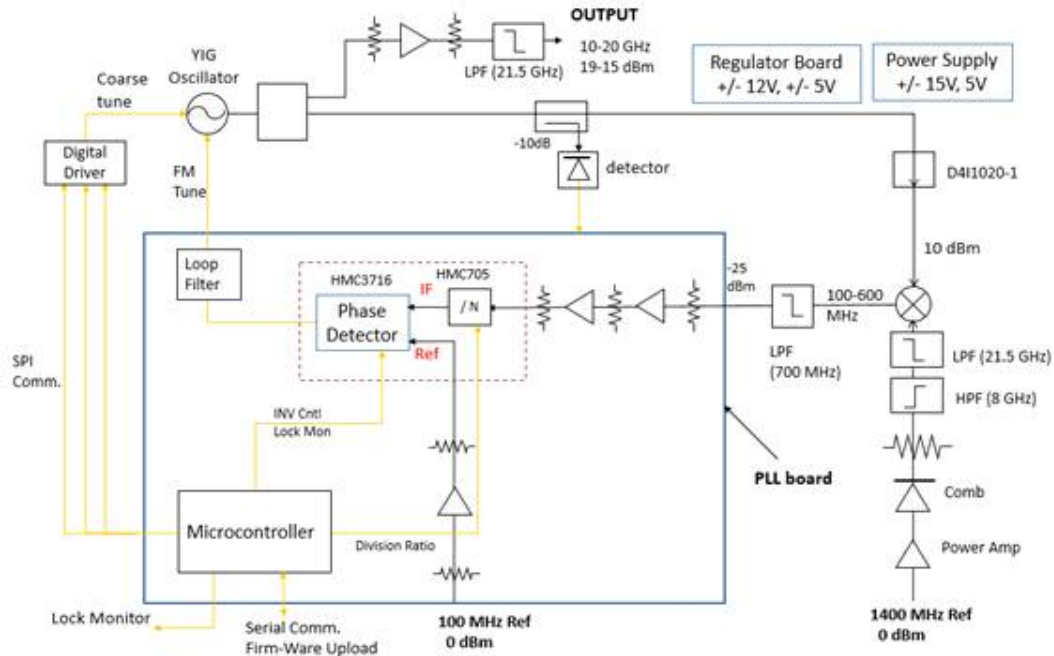 OUTPUT
10-20 GHz
19-15 dBm
LPF (21.5 GHz)
YIG
Oscillator
Coarse
tune
Regulator Board
+/- 12V, +/- 5V
Power Supply
+/- 15V, 5V
-10dB
detector
D4I1020-1
Digital
Driver
FM
Tune
10 dBm
Loop
Filter
HMC3716
HMC705
IF
/ N
Phase
Detector
Ref
-25
dBm
100-600
MHz
LPF
(700 MHz)
LPF (21.5 GHz)
HPF (8 GHz)
SPI
Comm.
INV Cntl
Lock Mon
PLL board
Comb
Microcontroller
Division Ratio
Power Amp
Lock Monitor
Serial Comm.
Firm-Ware Upload
100 MHz Ref
0 dBm
1400 MHz Ref
0 dBm